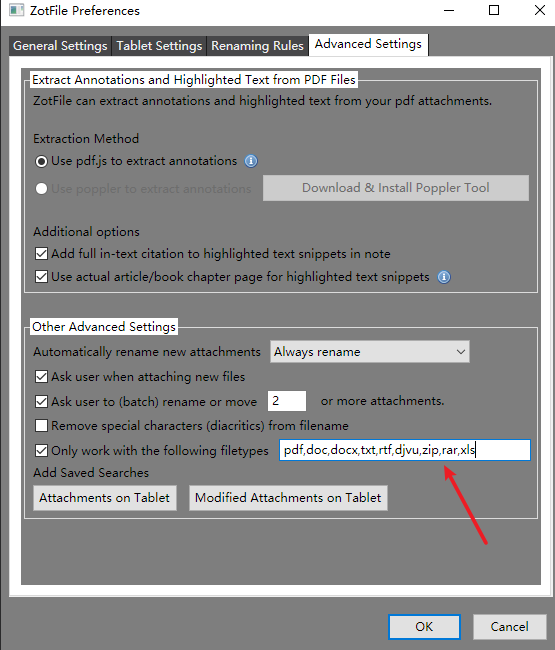 ZotFile Preferences
General Settings Tablet Settings Renaming Rules Advanced Settings
Extract Annotations and Highlighted Text from PDF Files
ZotFile can extract annotations and highlighted text from your pdf attachments.
Extraction Method
Use pdf.js to extract annotations
Use poppler to extract annotations Download & Install Poppler Tool
Additional options
Add full in-text citation to highlighted text snippets in note
Use actual article/book chapter page for highlighted text snippets
Other Advanced Settings
Automatically rename new attachments Always rename
Ask user when attaching new files
Ask user to (batch) rename or move 2 or more attachments.
Remove special characters (diacritics) from filename
Only work with the following filetypes pdf,doc,docx,txt,rtf,djvu,zip,rar,xls
Add Saved Searches
Attachments on Tablet Modified Attachments on Tablet
OK Cancel